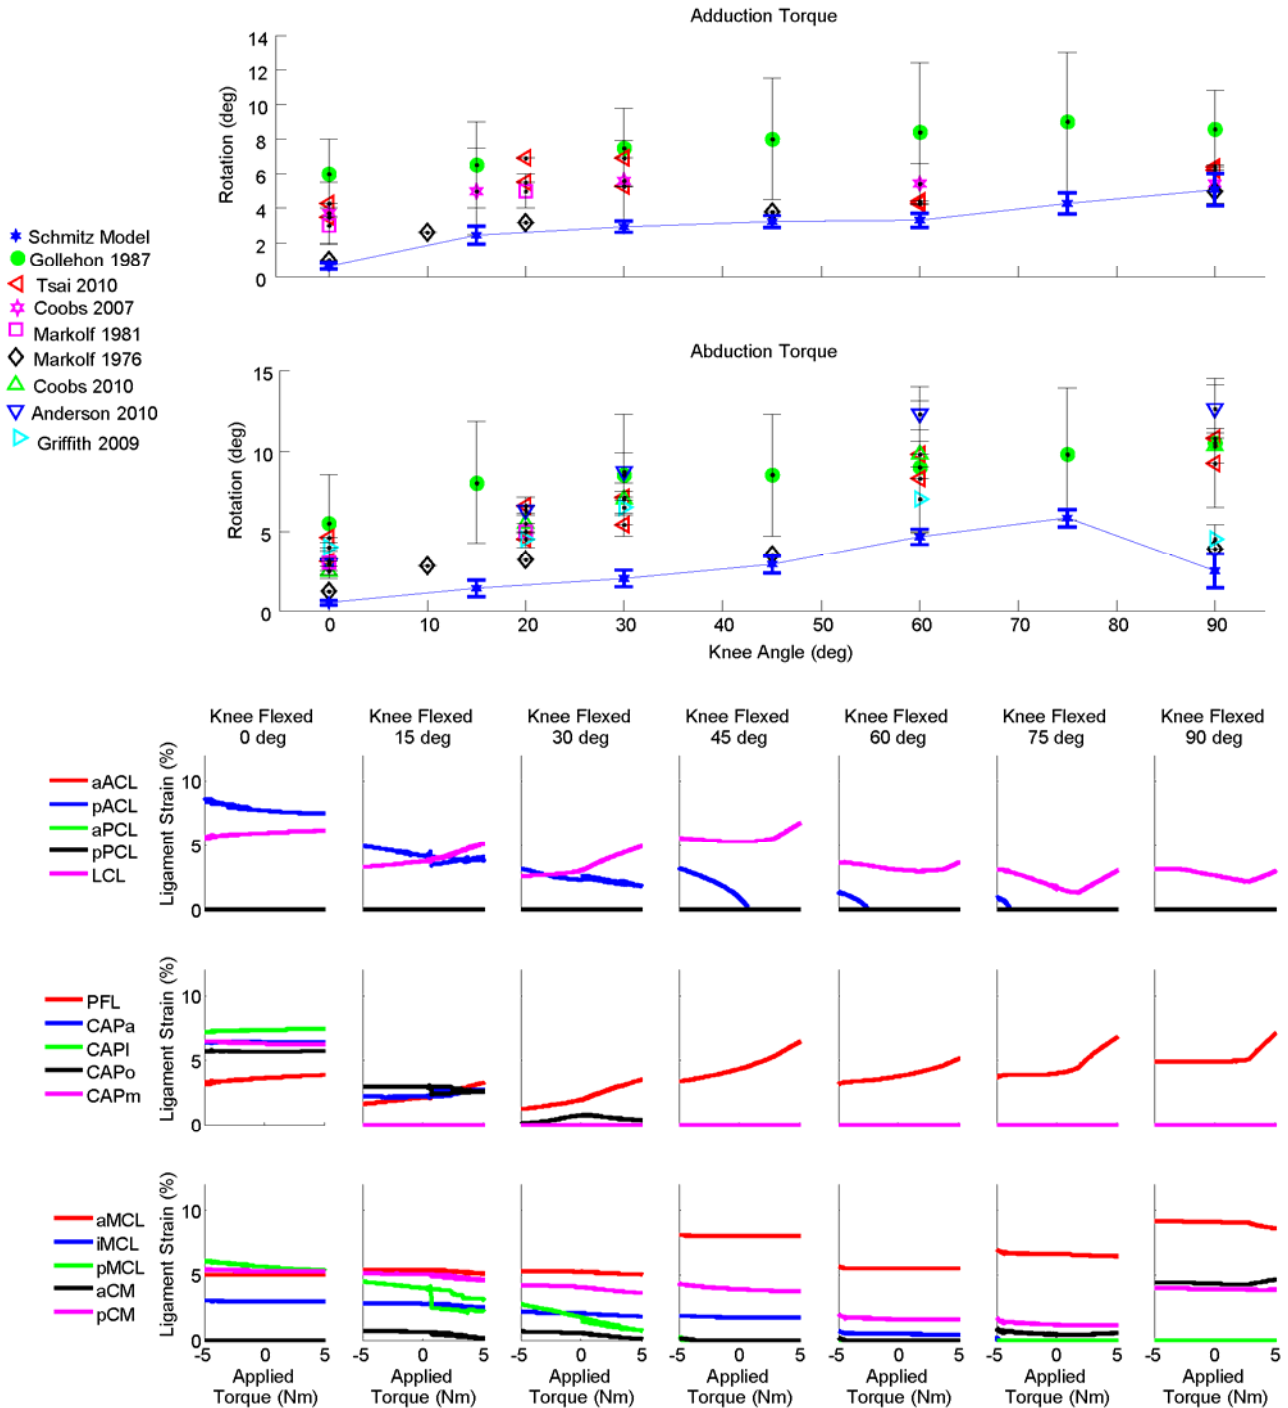 Adduction Torque
14
12
10
8
6
4
2
0
Rotation (deg)
Schmitz Model
Gollehon 1987
Tsai 2010
Coobs 2007
Markolf 1981
Markolf 1976
Coobs 2010
Anderson 2010
Griffith 2009
Abduction Torque
15
10
5
0
Rotation (deg)
0 10 20 30 40 50 60 70 80 90
Knee Angle (deg)
Knee Flexed 0 deg
Knee Flexed 15 deg
Knee Flexed 30 deg
Knee Flexed 45 deg
Knee Flexed 60 deg
Knee Flexed 75 deg
Knee Flexed 90 deg
aACL
pACL
aPCL
pPCL
LCL
Ligament Strain (%)
10
5
0
PFL
CAPa
CAPl
CAPo
CAPm
Ligament Strain (%)
10
5
0
aMCL
iMCL
pMCL
aCM
pCM
Ligament Strain (%)
10
5
0
-5 0 5 -5 0 5 -5 0 5 -5 0 5 -5 0 5 -5 0 5 -5 0 5
Applied Applied Applied Applied Applied Applied Applied
Torque (Nm) Torque (Nm) Torque (Nm) Torque (Nm) Torque (Nm) Torque (Nm) Torque (Nm)